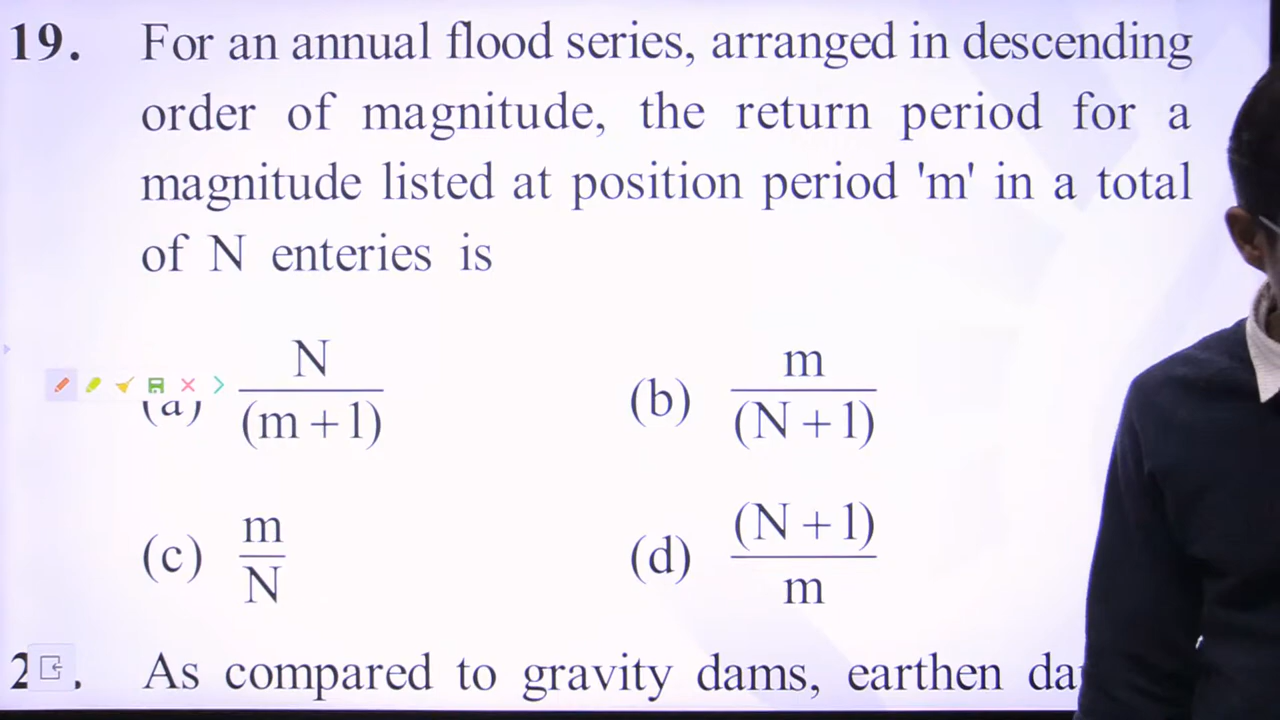 19. For an annual flood series, arranged in descending
order of magnitude, the return period for a
magnitude listed at position period 'm' in a total
of N enteries is
(a) N/(m+1) (b) m/(N+1)
(c) m/N (d) (N+1)/m
As compared to gravity dams, earthen